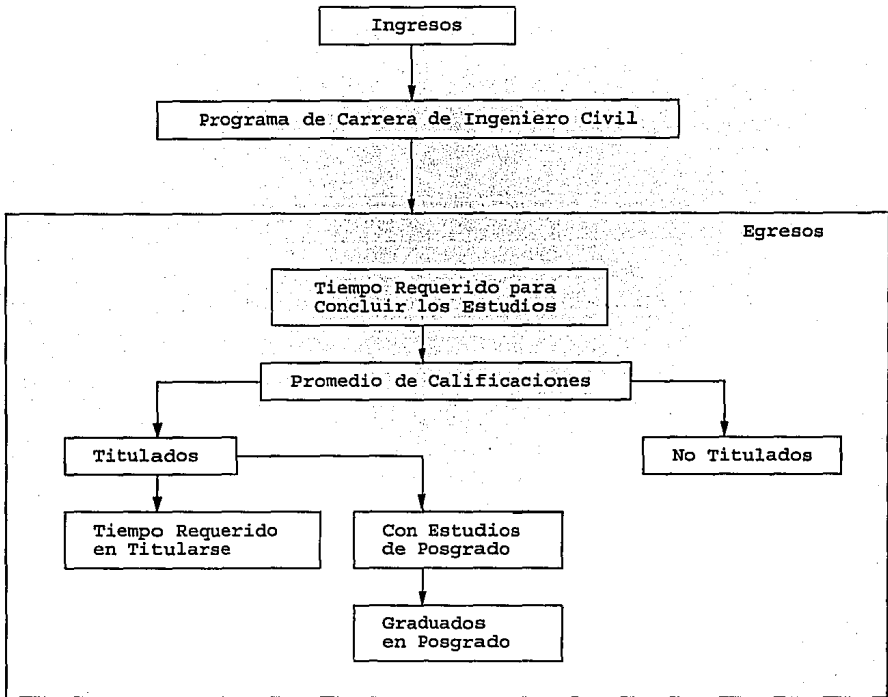 Ingresos
Programa de Carrera de Ingeniero Civil
Egresos
Tiempo Requerido para
Concluir los Estudios
Promedio de Calificaciones
Titulados
No Titulados
Tiempo Requerido
en Titularse
Con Estudios
de Posgrado
Graduados
en Posgrado